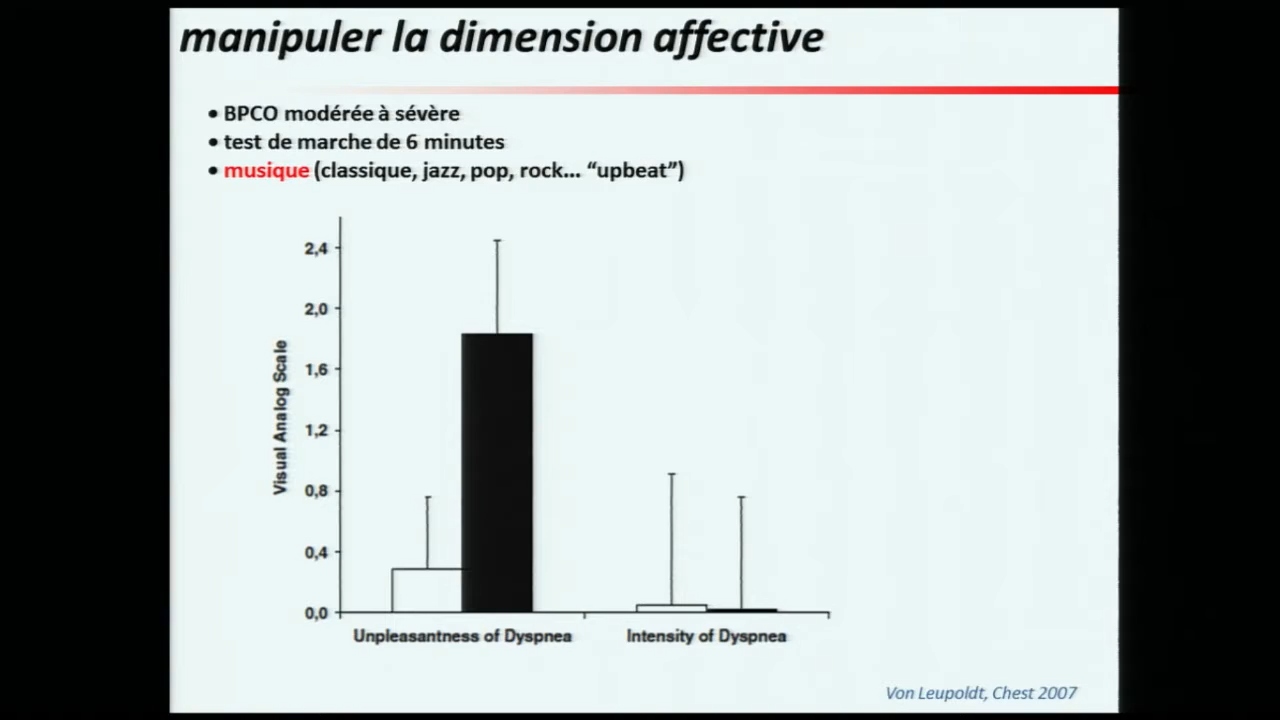 manipuler la dimension affective
• BPCO modérée à sévère
• test de marche de 6 minutes
• musique (classique, jazz, pop, rock... “upbeat”)
Visual Analog Scale
2,4
2,0
1,6
1,2
0,8
0,4
0,0
Unpleasantness of Dyspnea
Intensity of Dyspnea
Von Leupoldt, Chest 2007